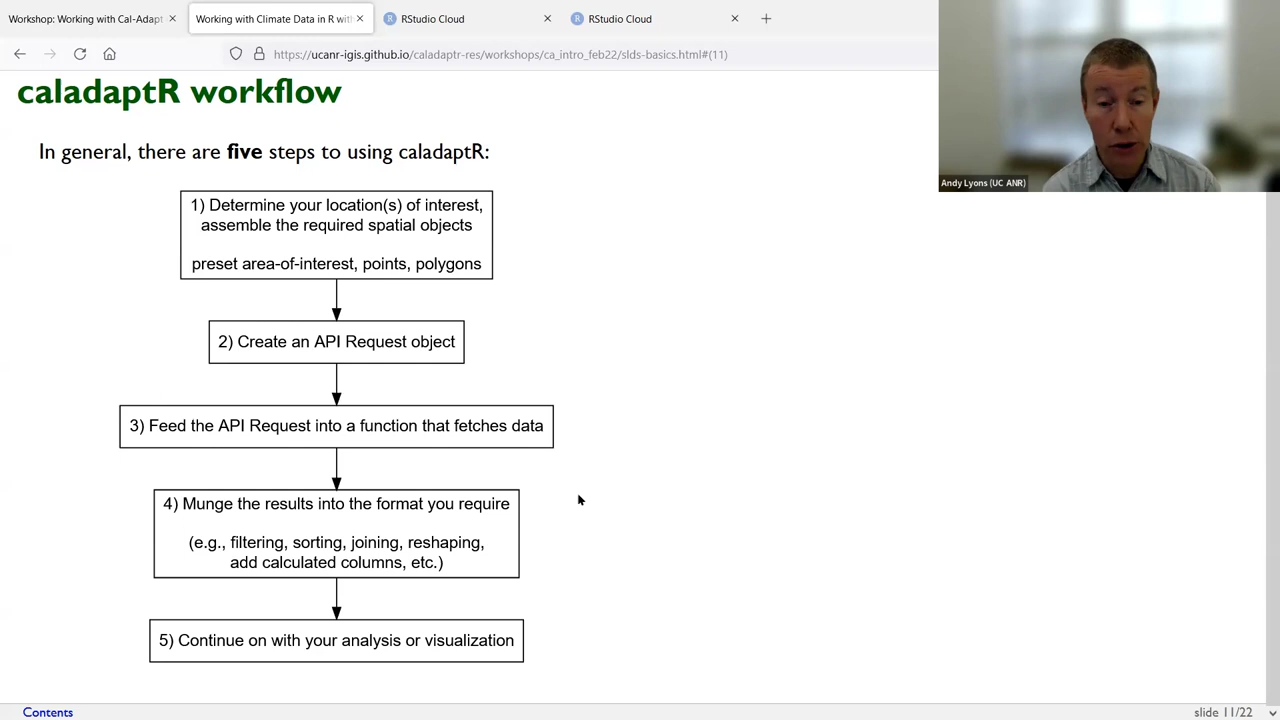 Workshop: Working with Cal-Adapt
Working with Climate Data in R with
RStudio Cloud
RStudio Cloud
https://ucanr-igis.github.io/caladaptr-res/workshops/ca_intro_feb22/slds-basics.html#(11)
caladaptR workflow
In general, there are five steps to using caladaptR:
1) Determine your location(s) of interest,
assemble the required spatial objects
preset area-of-interest, points, polygons
2) Create an API Request object
3) Feed the API Request into a function that fetches data
4) Munge the results into the format you require
(e.g., filtering, sorting, joining, reshaping,
add calculated columns, etc.)
5) Continue on with your analysis or visualization
Andy Lyons (UC ANR)
Contents
slide 11/22